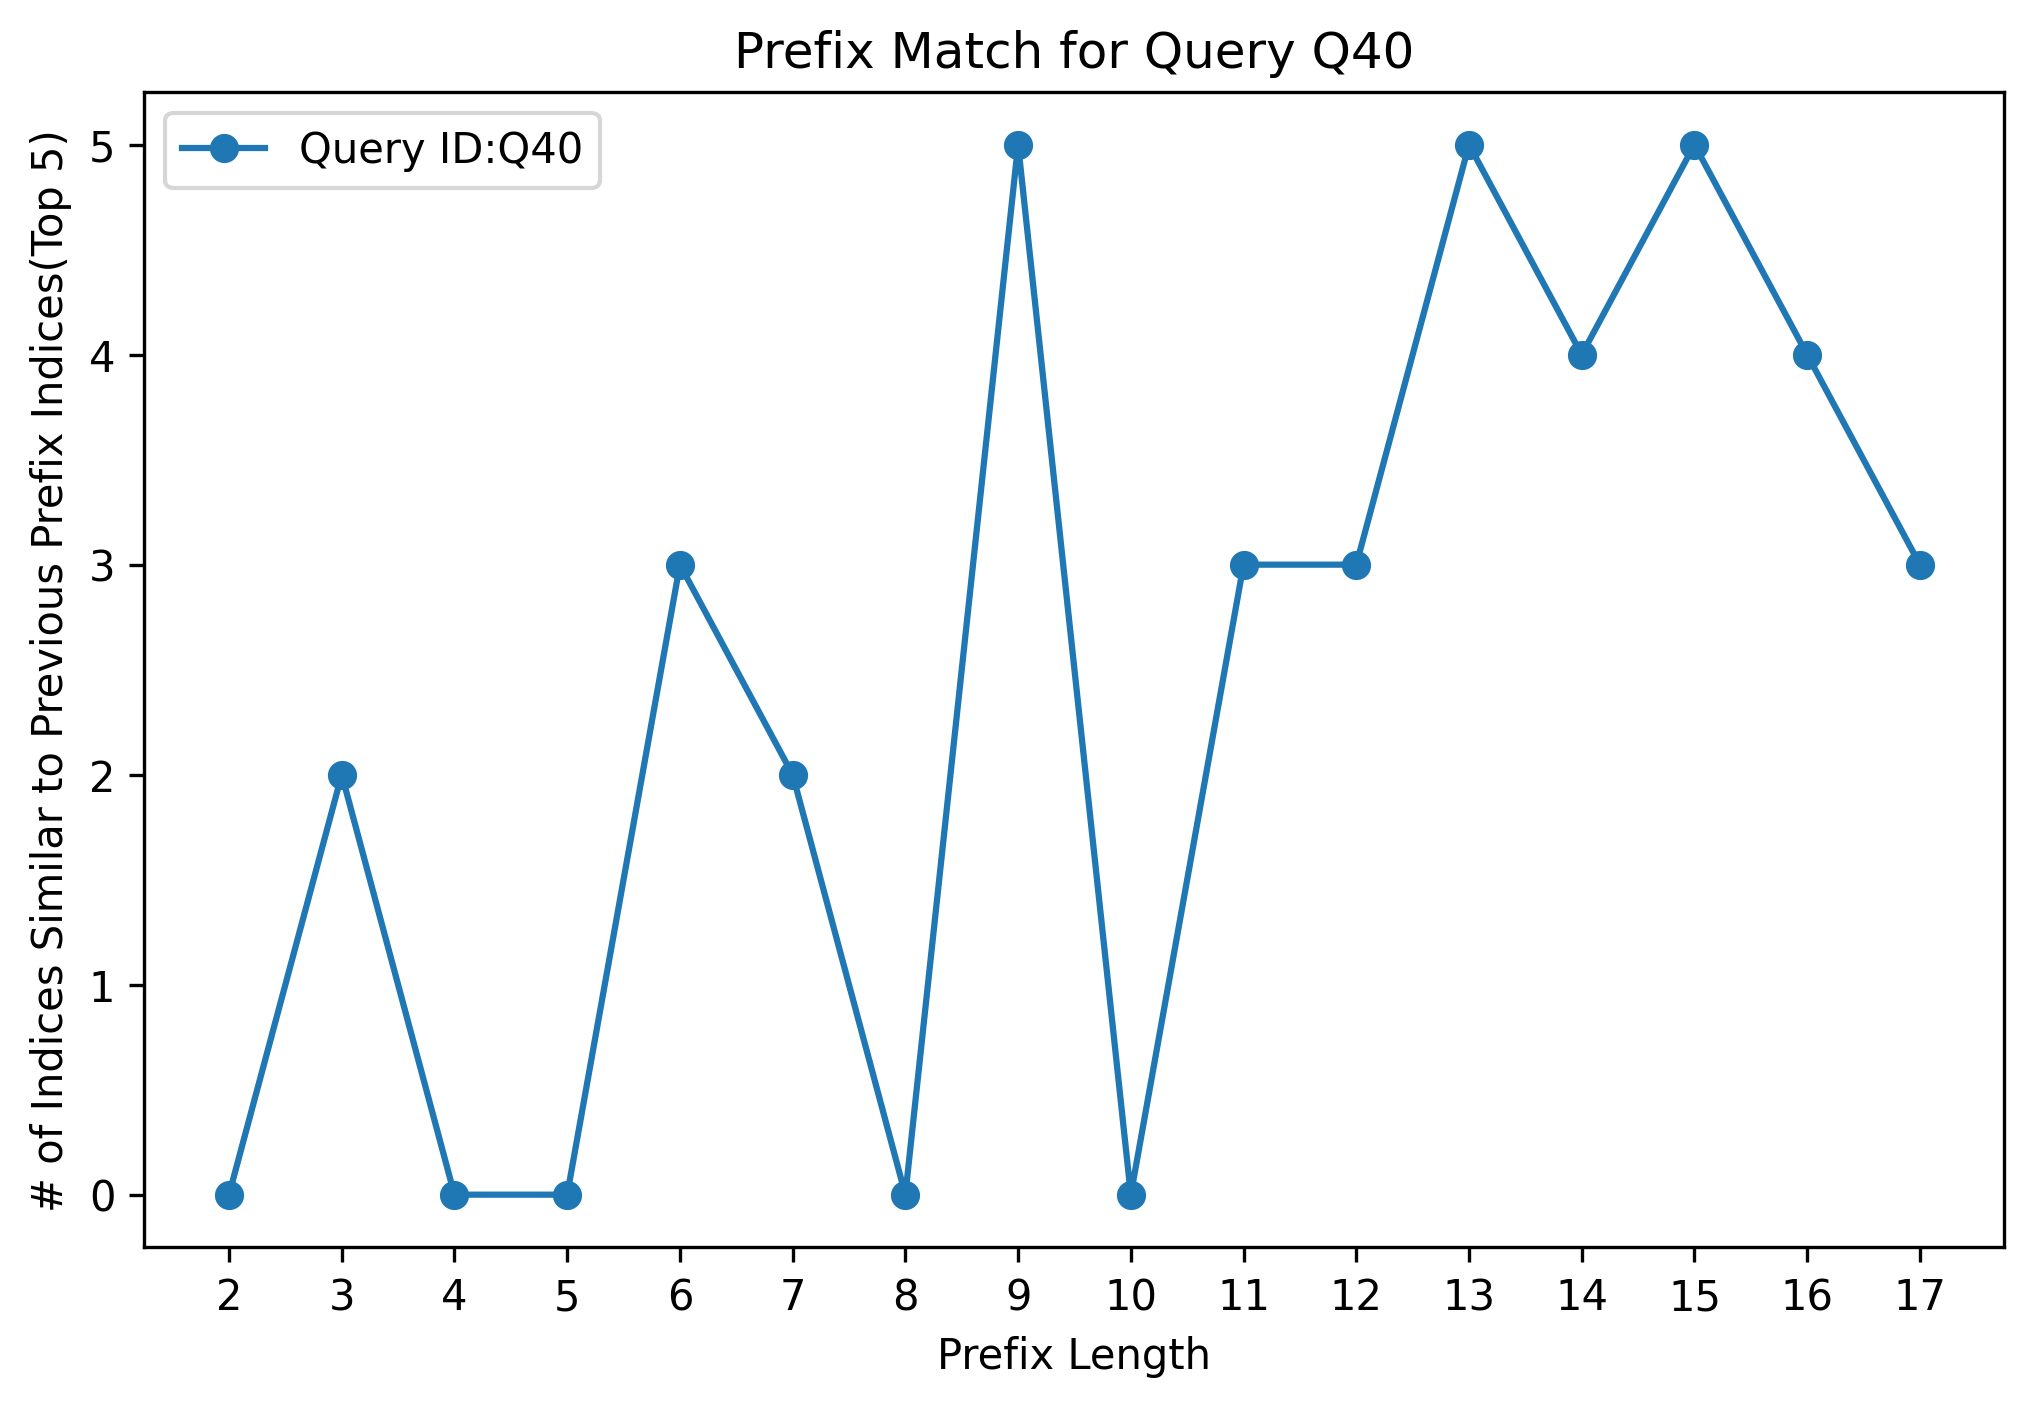 Prefix Match for Query Q40
Query ID:Q40
# of Indices Similar to Previous Prefix Indices(Top 5)
5
4
3
2
1
0
2 3 4 5 6 7 8 9 10 11 12 13 14 15 16 17
Prefix Length